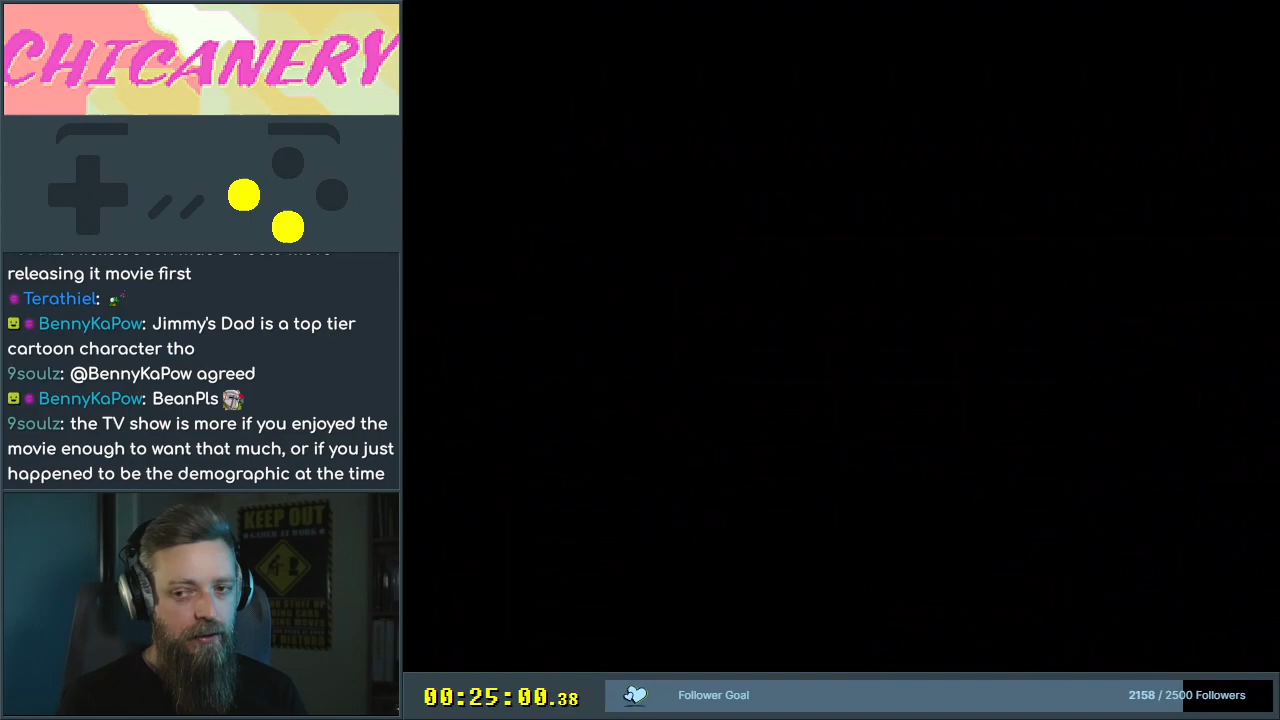 CHICANERY
releasing it movie first
Terathiel:
BennyKaPow: Jimmy's Dad is a top tier
cartoon character tho
9soulz: @BennyKaPow agreed
BennyKaPow: BeanPls
9soulz: the TV show is more if you enjoyed the
movie enough to want that much, or if you just
happened to be the demographic at the time
KEEP OUT
GAMER AT WORK
00:25:00.38
Follower Goal
2158 / 2500 Followers